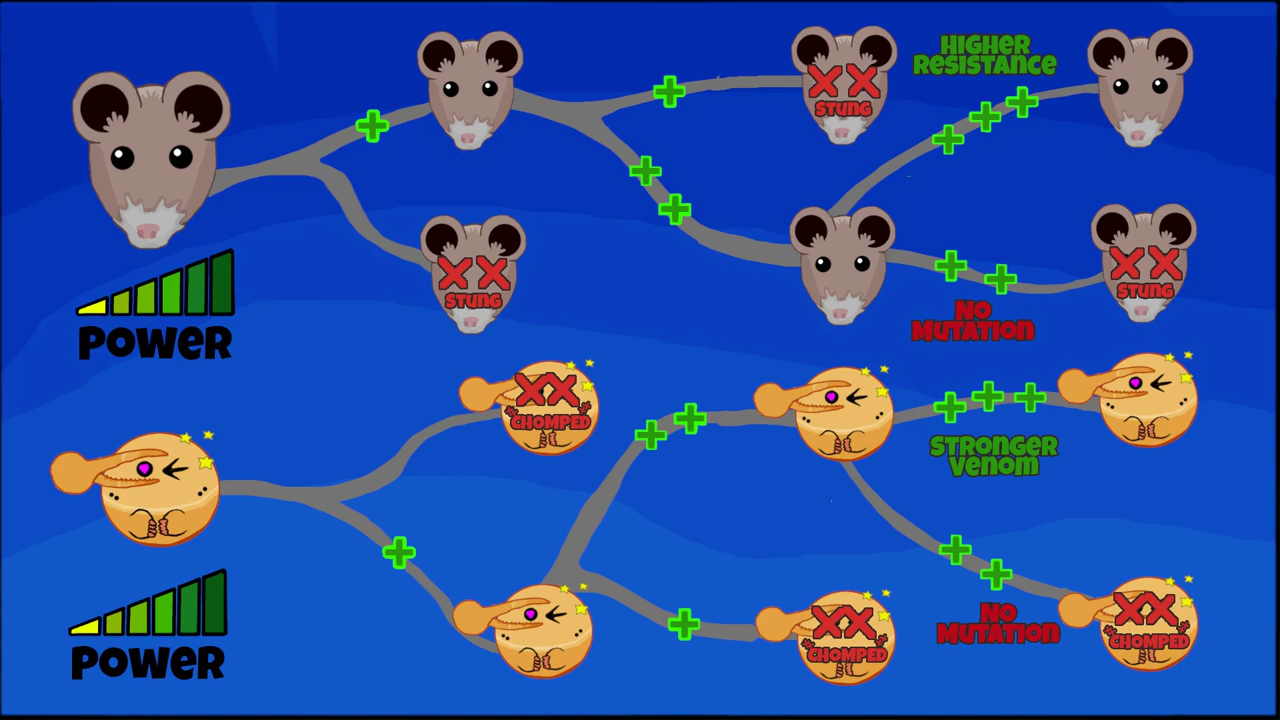 HIGHER
RESISTANCE
STUNG
STUNG
STUNG
NO
MUTATION
POWER
CHOMPED
STRONGER
VENOM
NO
MUTATION
CHOMPED
CHOMPED
POWER